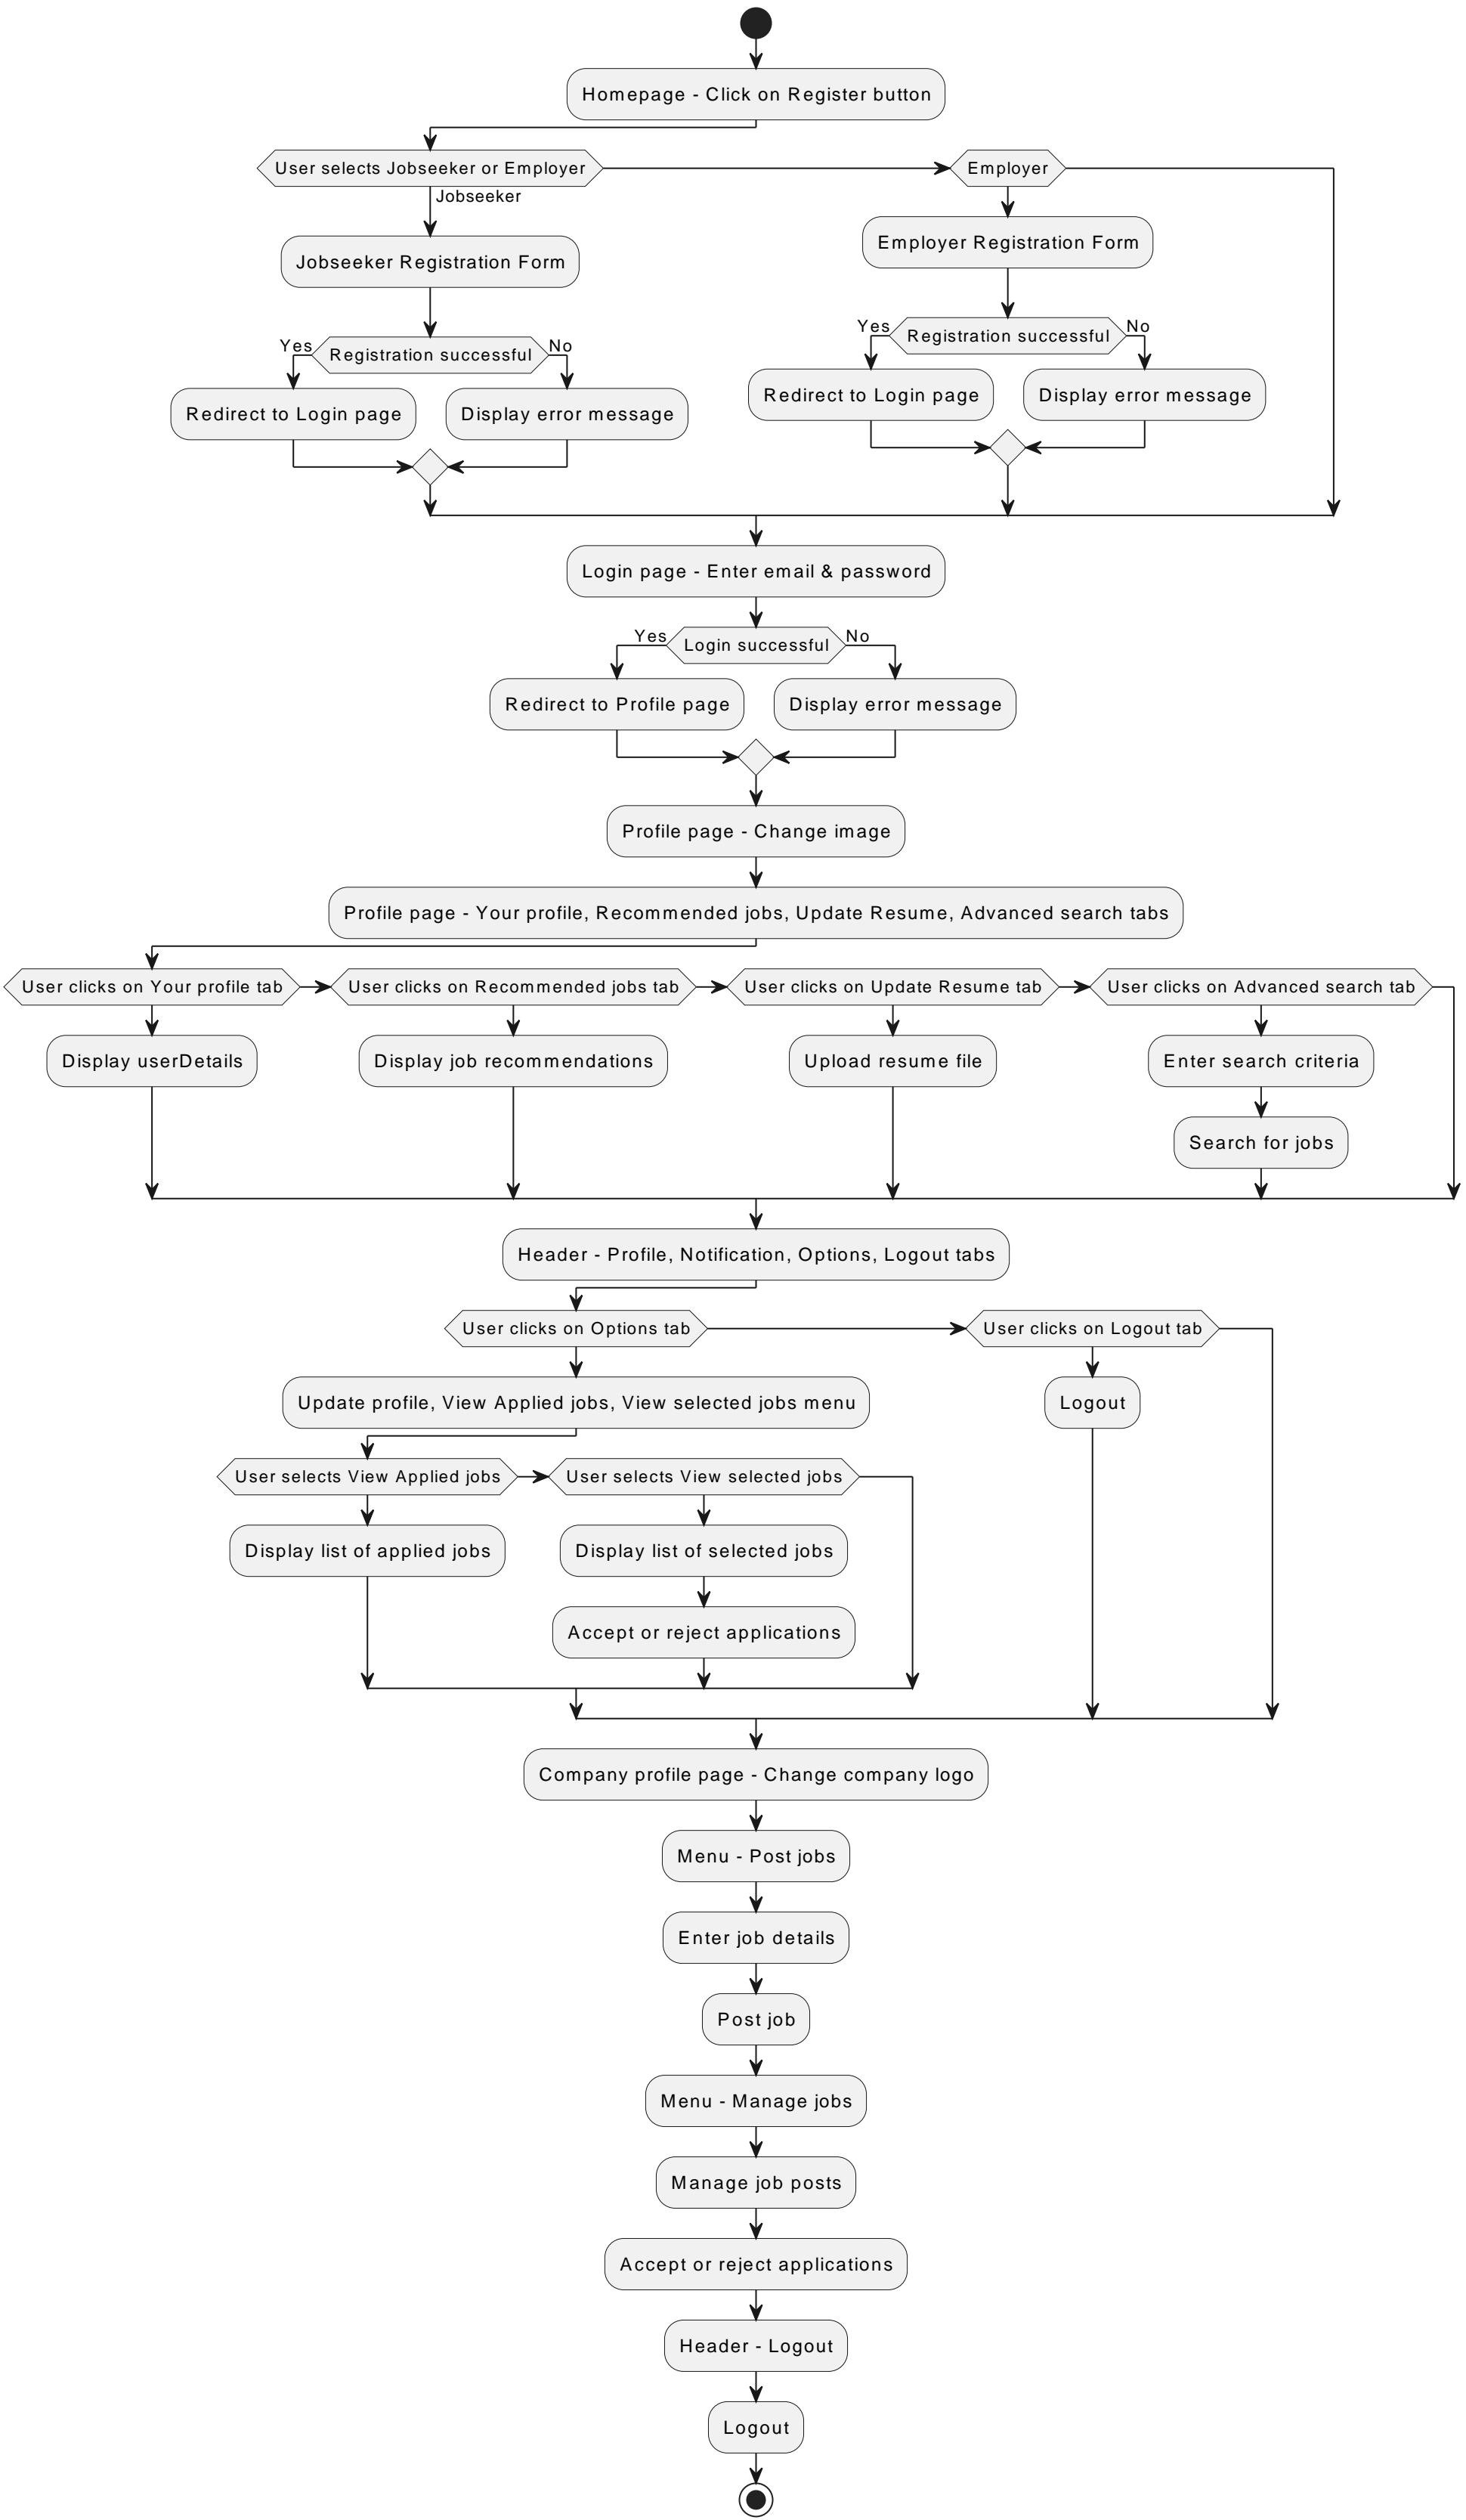 Homepage - Click on Register button
User selects Jobseeker or Employer
Employer
Jobseeker
Employer Registration Form
Jobseeker Registration Form
Yes
Registration successful
No
Yes
Registration successful
No
Redirect to Login page
Display error message
Redirect to Login page
Display error message
Login page - Enter email & password
Yes
Login successful
No
Redirect to Profile page
Display error message
Profile page - Change image
Profile page - Your profile, Recommended jobs, Update Resume, Advanced search tabs
User clicks on Your profile tab
User clicks on Recommended jobs tab
User clicks on Update Resume tab
User clicks on Advanced search tab
Display userDetails
Display job recommendations
Upload resume file
Enter search criteria
Search for jobs
Header - Profile, Notification, Options, Logout tabs
User clicks on Options tab
User clicks on Logout tab
Update profile, View Applied jobs, View selected jobs menu
Logout
User selects View Applied jobs
User selects View selected jobs
Display list of applied jobs
Display list of selected jobs
Accept or reject applications
Company profile page - Change company logo
Menu - Post jobs
Enter job details
Post job
Menu - Manage jobs
Manage job posts
Accept or reject applications
Header - Logout
Logout